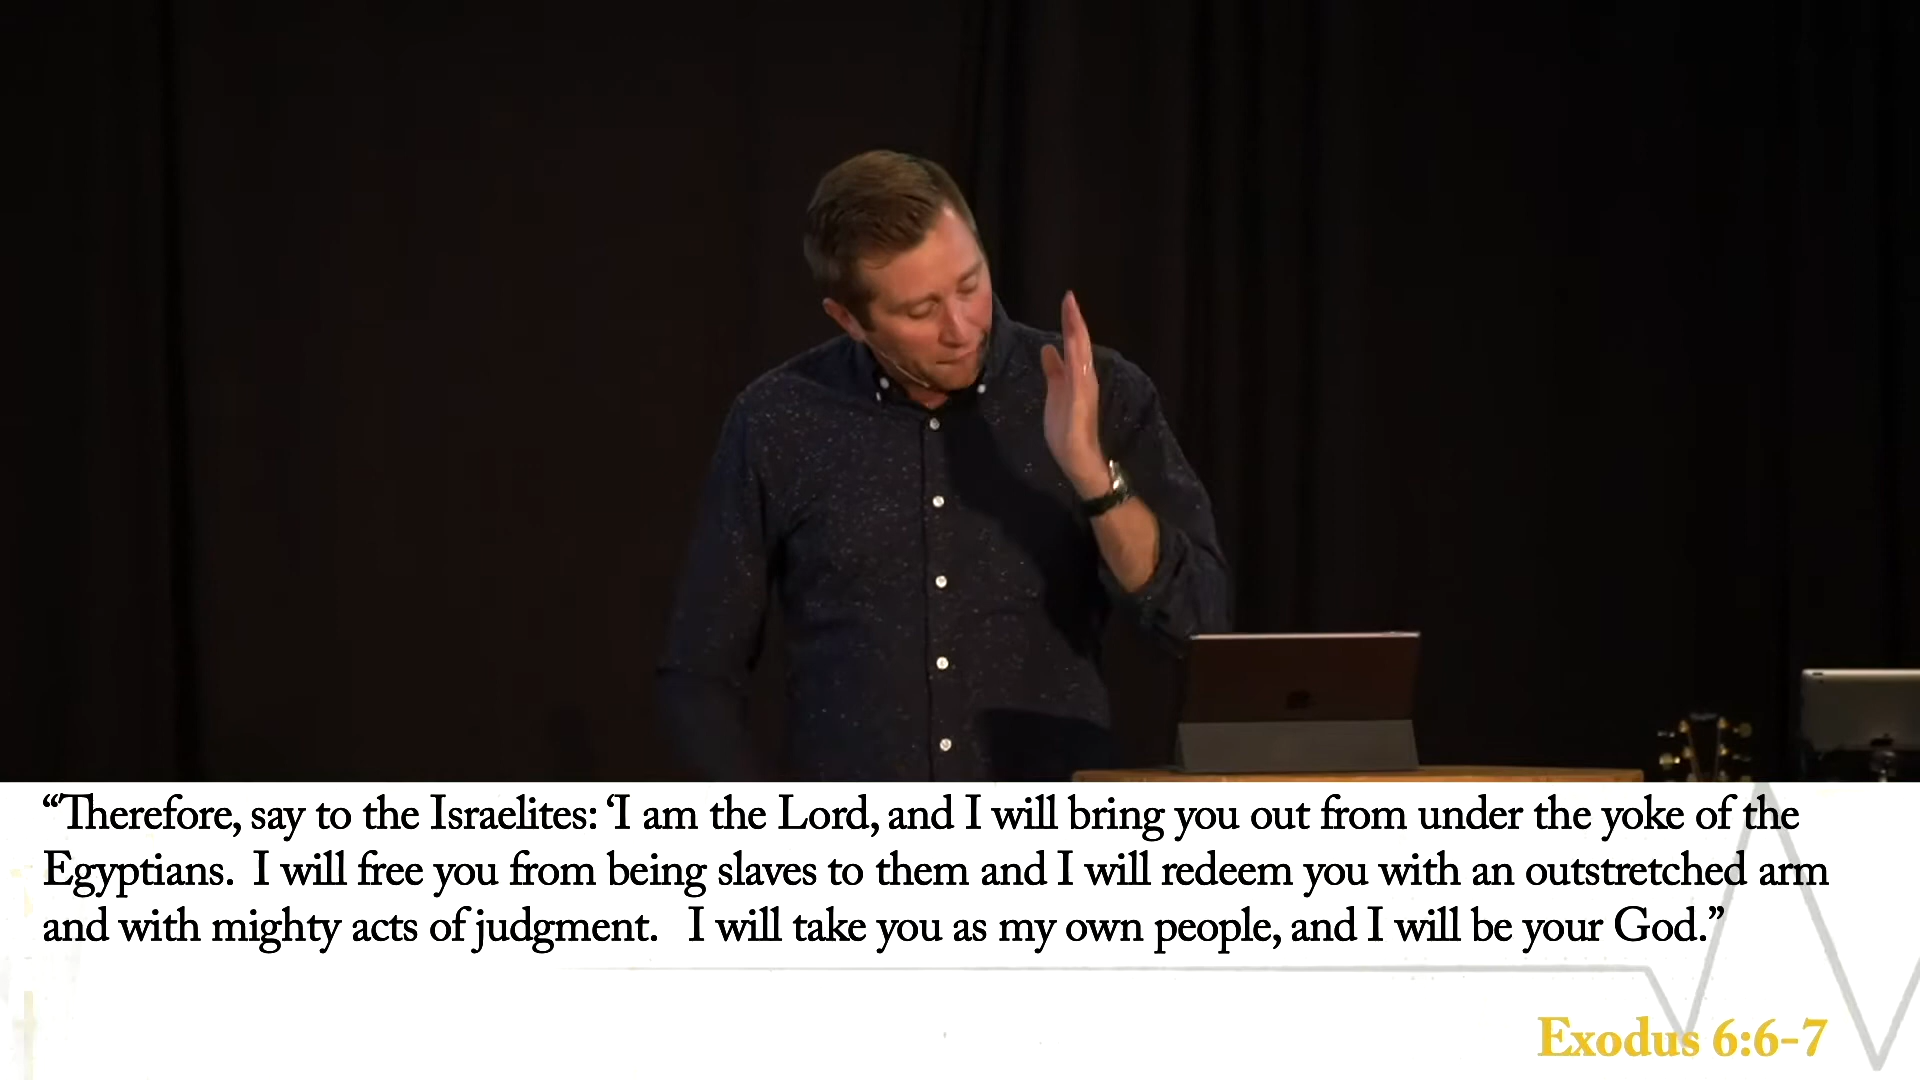 “Therefore, say to the Israelites: ‘I am the Lord, and I will bring you out from under the yoke of the
Egyptians.  I will free you from being slaves to them and I will redeem you with an outstretched arm
and with mighty acts of judgment.   I will take you as my own people, and I will be your God.”
Exodus 6:6-7